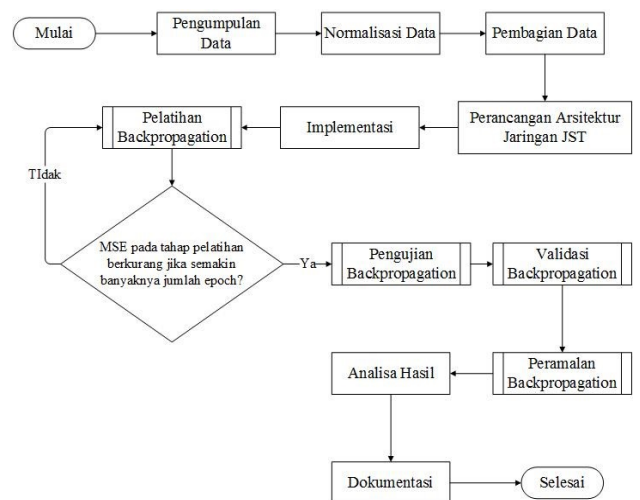 Mulai
Pengumpulan
Data
Normalisasi Data
Pembagian Data
Perancangan Arsitektur
Jaringan JST
Implementasi
Pelatihan
Backpropagation
TIdak
MSE pada tahap pelatihan
berkurang jika semakin
banyaknya jumlah epoch?
Ya
Pengujian
Backpropagation
Validasi
Backpropagation
Peramalan
Backpropagation
Analisa Hasil
Dokumentasi
Selesai